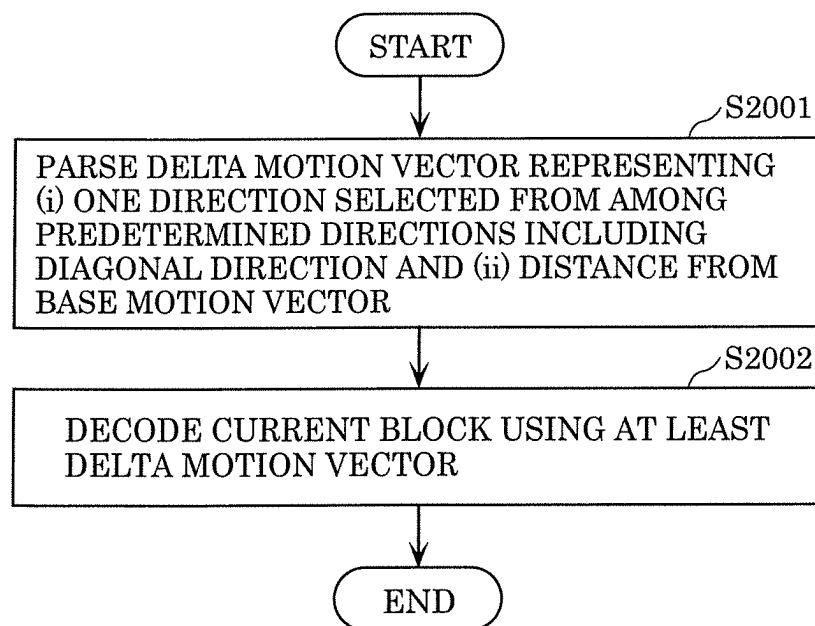 START
S2001
PARSE DELTA MOTION VECTOR REPRESENTING
(i) ONE DIRECTION SELECTED FROM AMONG
PREDETERMINED DIRECTIONS INCLUDING
DIAGONAL DIRECTION AND (ii) DISTANCE FROM
BASE MOTION VECTOR
S2002
DECODE CURRENT BLOCK USING AT LEAST
DELTA MOTION VECTOR
END